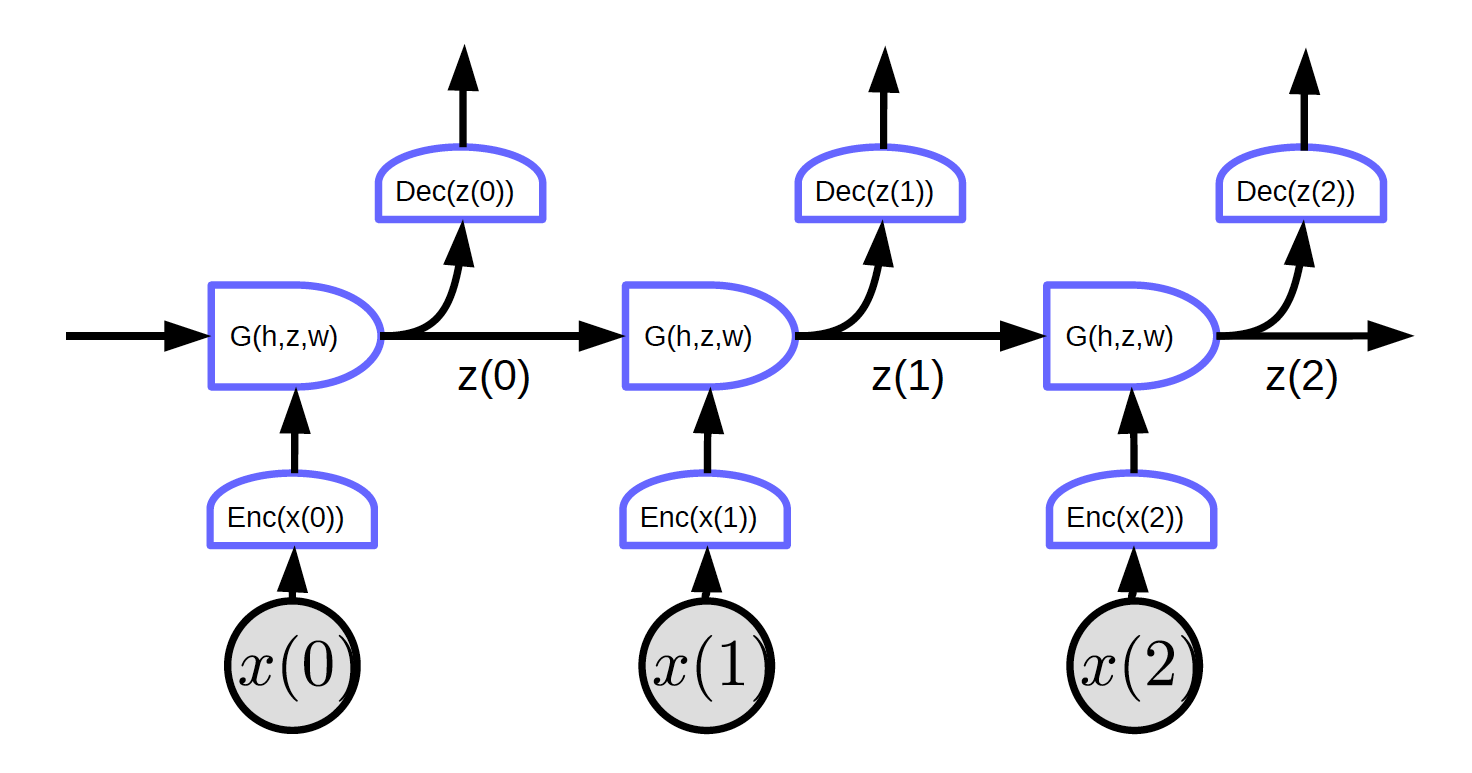 Dec(z(0))
Dec(z(1))
Dec(z(2))
G(h,z,w)
G(h,z,w)
G(h,z,w)
z(0)
z(1)
z(2)
Enc(x(0))
Enc(x(1))
Enc(x(2))
x(0)
x(1)
x(2)